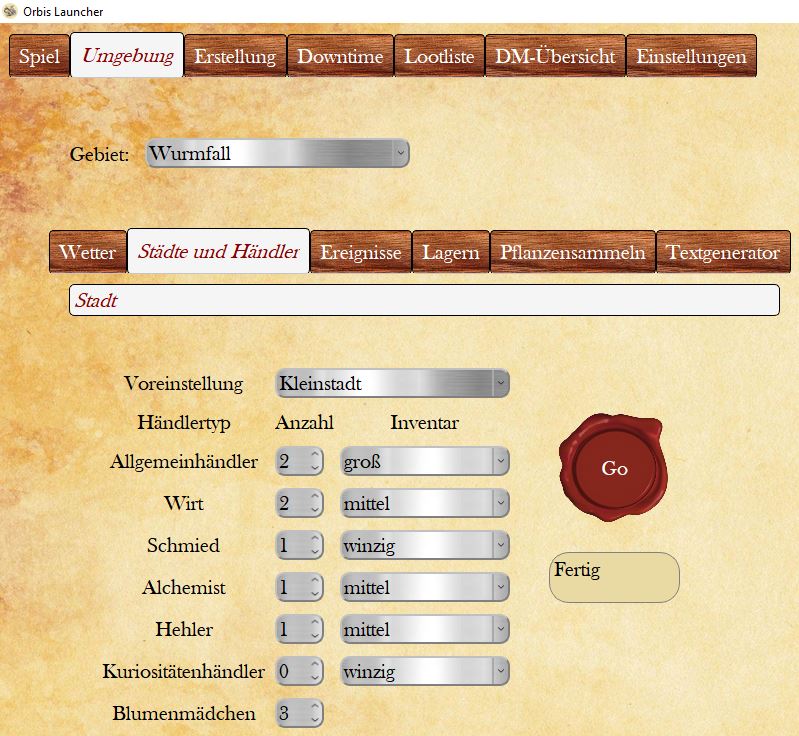 Orbis Launcher
Spiel Umgebung Erstellung Downtime Lootliste DM-Übersicht Einstellungen
Gebiet: Wurmfall
Wetter Städte und Händler Ereignisse Lagern Pflanzensammeln Textgenerator
Stadt
Voreinstellung Kleinstadt
Händlertyp Anzahl Inventar
Allgemeinhändler 2 groß
Go
Wirt 2 mittel
Schmied 1 winzig
Fertig
Alchemist 1 mittel
Hehler 1 mittel
Kuriositätenhändler 0 winzig
Blumenmädchen 3